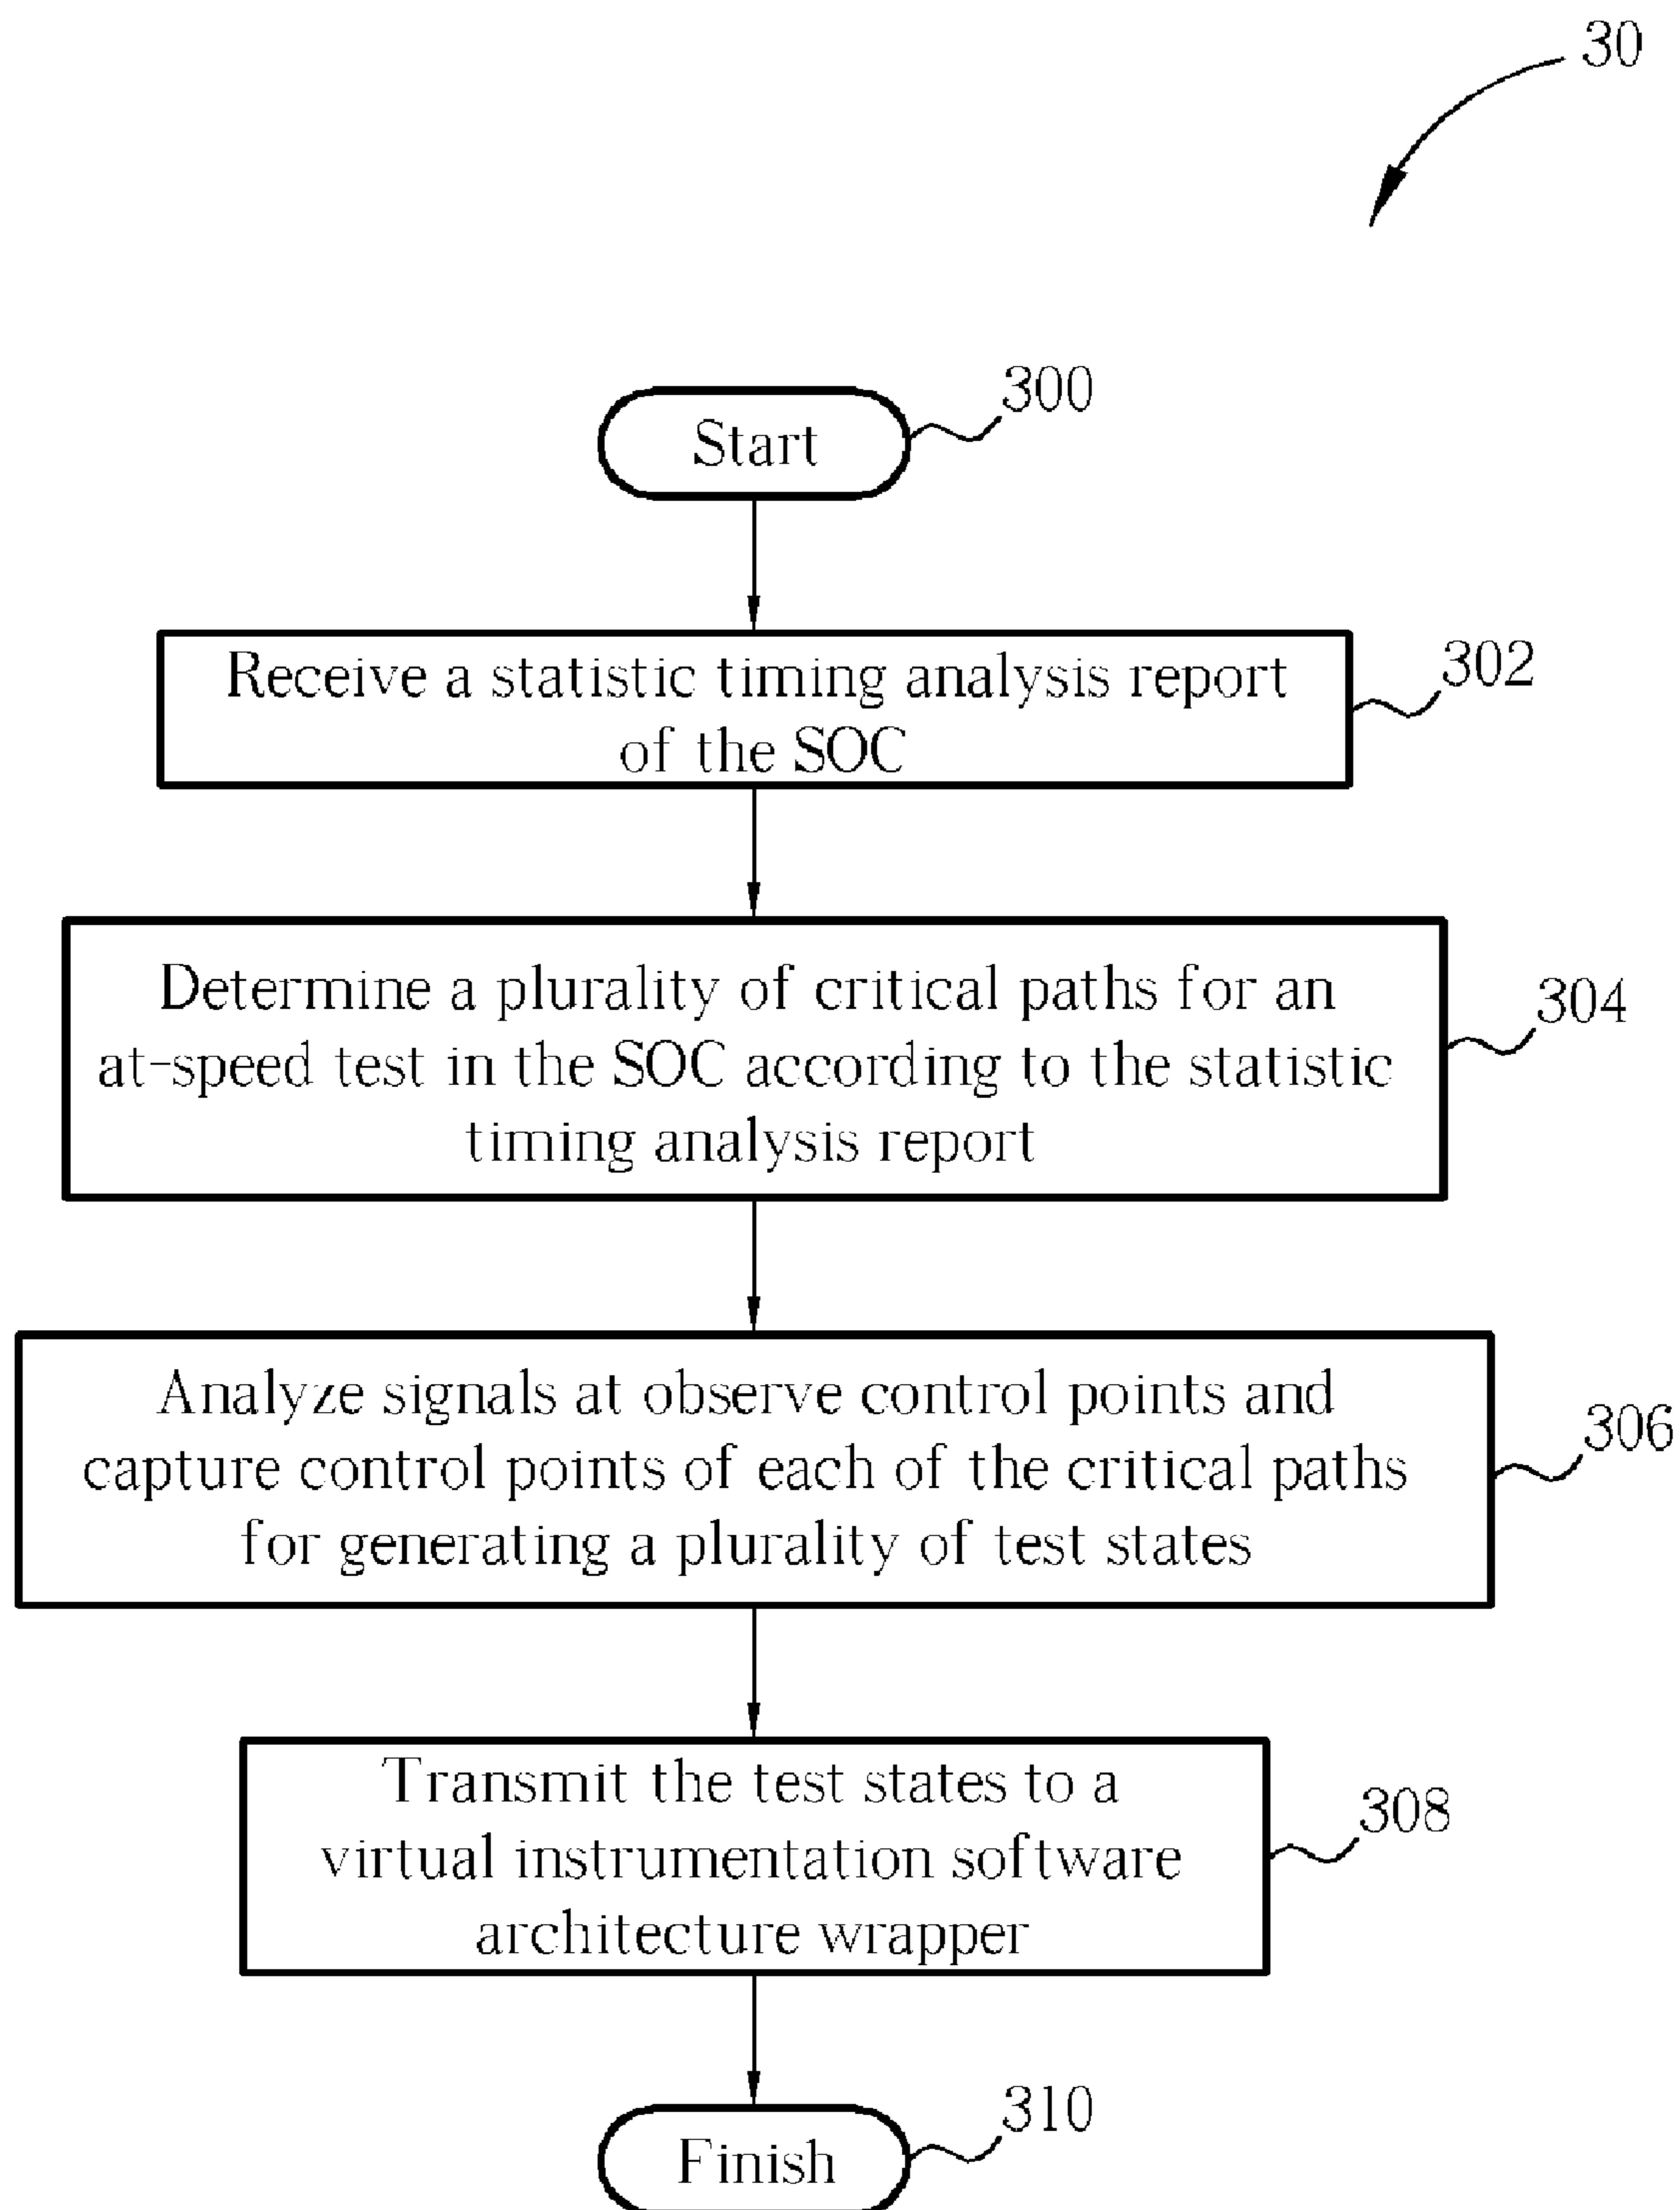 30
Start
300
Receive a statistic timing analysis report
of the SOC
302
Determine a plurality of critical paths for an
at-speed test in the SOC according to the statistic
timing analysis report
304
Analyze signals at observe control points and
capture control points of each of the critical paths
for generating a plurality of test states
306
Transmit the test states to a
virtual instrumentation software
architecture wrapper
308
Finish
310